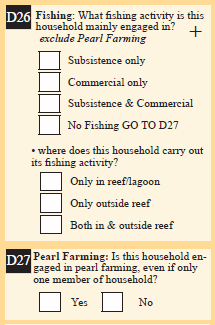 D26 Fishing: What fishing activity is this
household mainly engaged in?
exclude Pearl Farming +
Subsistence only
Commercial only
Subsistence & Commercial
No Fishing GO TO D27
• where does this household carry out
its fishing activity?
Only in reef/lagoon
Only outside reef
Both in & outside reef
D27 Pearl Farming: Is this household en-
gaged in pearl farming, even if only
one member of household?
Yes No